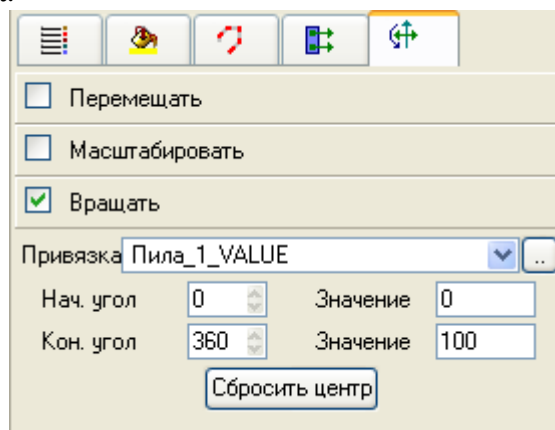 Перемещать
Масштабировать
Вращать
Привязка Пила_1_VALUE ..
Нач. угол 0 Значение 0
Кон. угол 360 Значение 100
Сбросить центр